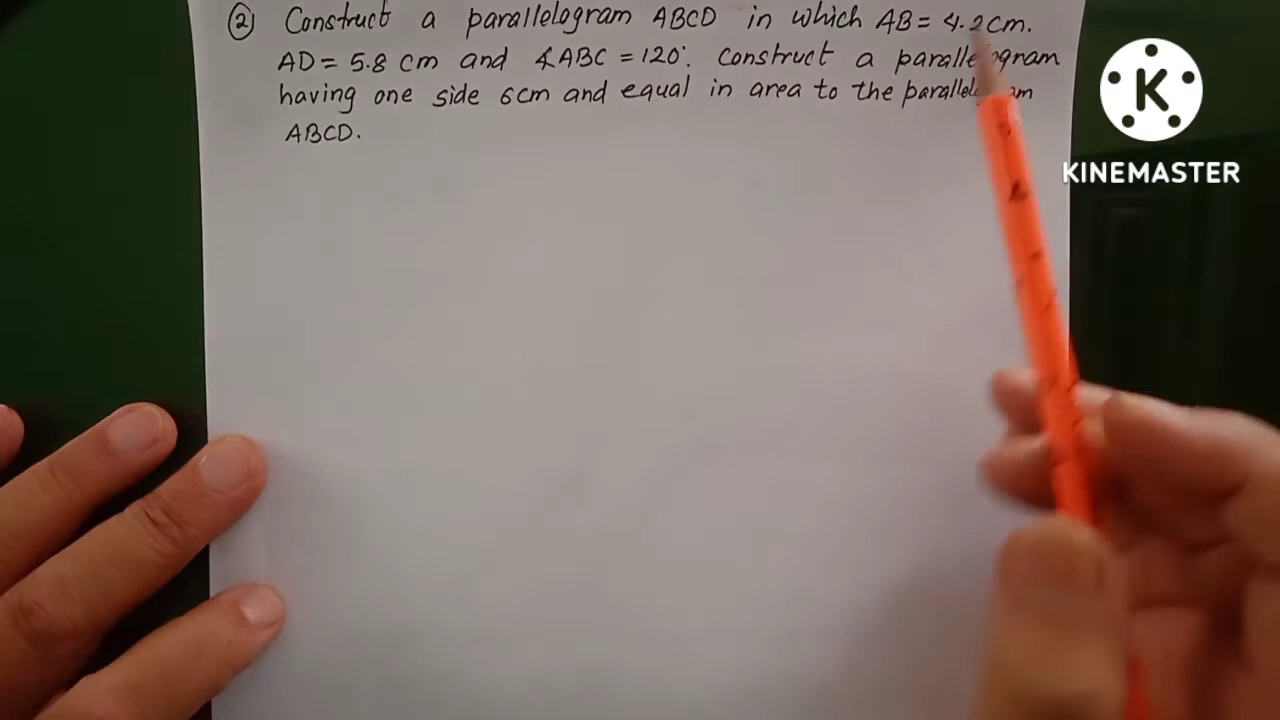 ② Construct a parallelogram ABCD in which AB = 4.2cm.
AD = 5.8 cm and ∡ABC = 120°. Construct a parallelogram
having one side 6cm and equal in area to the parallelogram
ABCD.
K
KINEMASTER